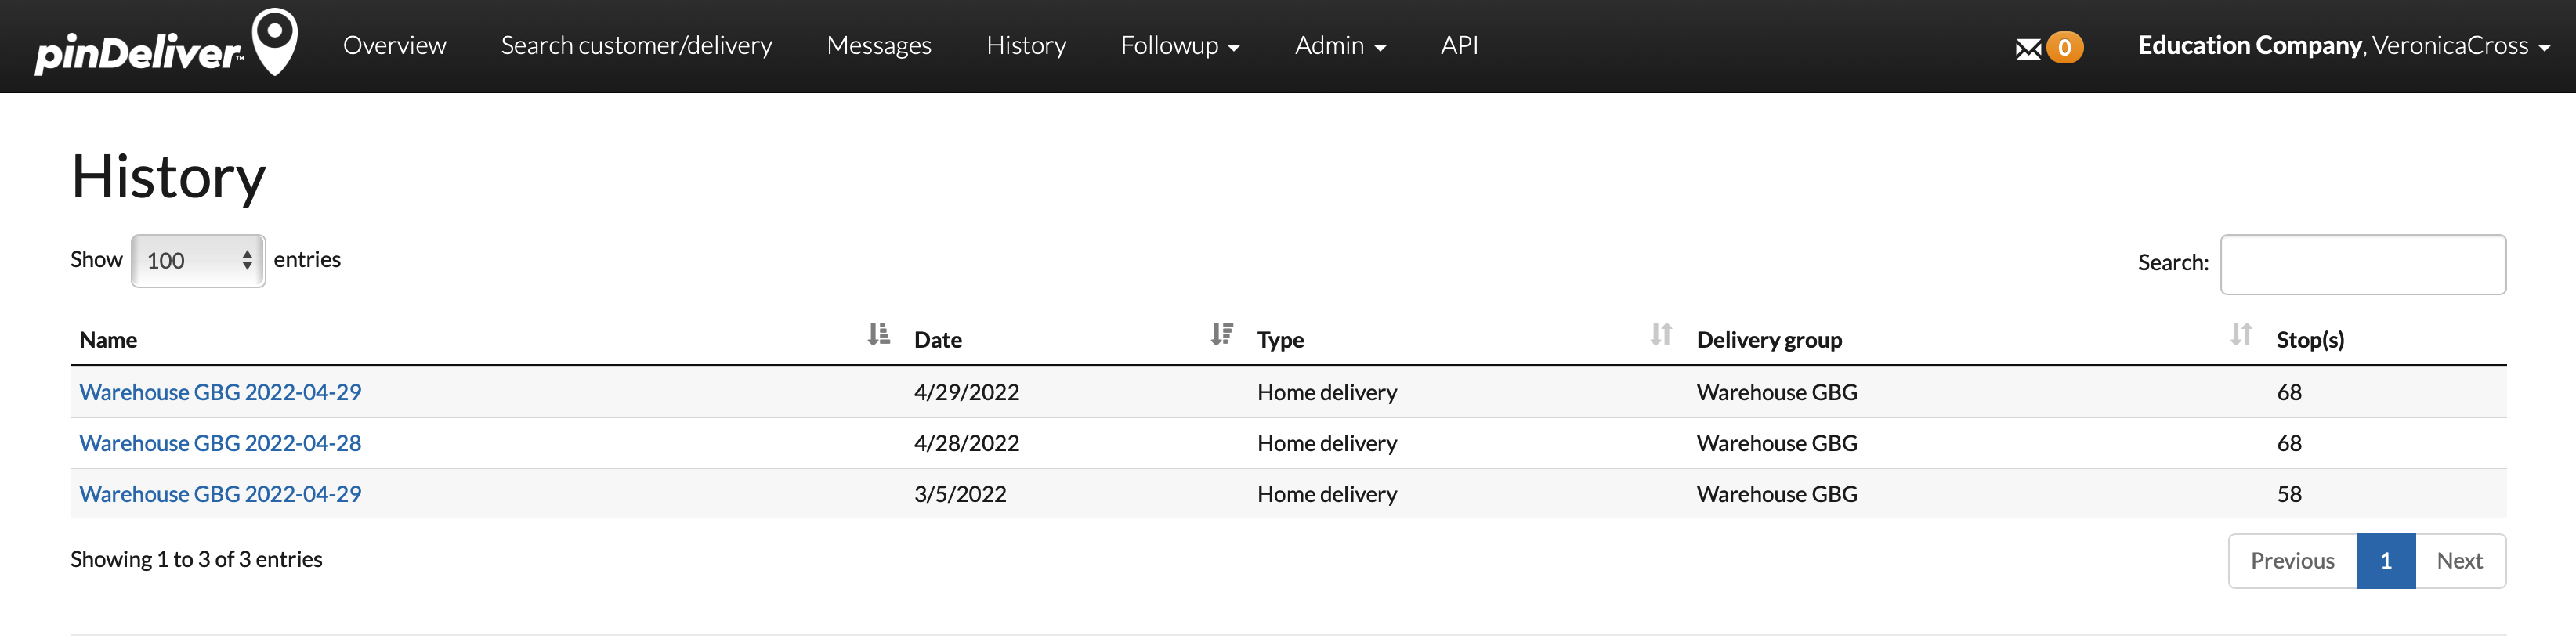 pinDeliver™ Overview Search customer/delivery Messages History Followup Admin API 0 Education Company, VeronicaCross
History
Show 100 entries Search:
Name Date Type Delivery group Stop(s)
Warehouse GBG 2022-04-29 4/29/2022 Home delivery Warehouse GBG 68
Warehouse GBG 2022-04-28 4/28/2022 Home delivery Warehouse GBG 68
Warehouse GBG 2022-04-29 3/5/2022 Home delivery Warehouse GBG 58
Showing 1 to 3 of 3 entries Previous 1 Next